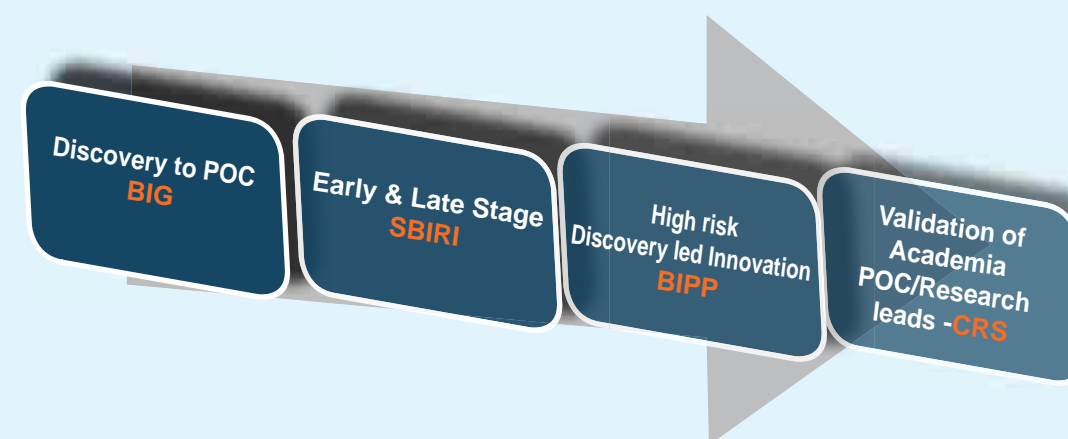 Discovery to POC
BIG
Early & Late Stage
SBIRI
High risk
Discovery led Innovation
BIPP
Validation of
Academia
POC/Research
leads -CRS